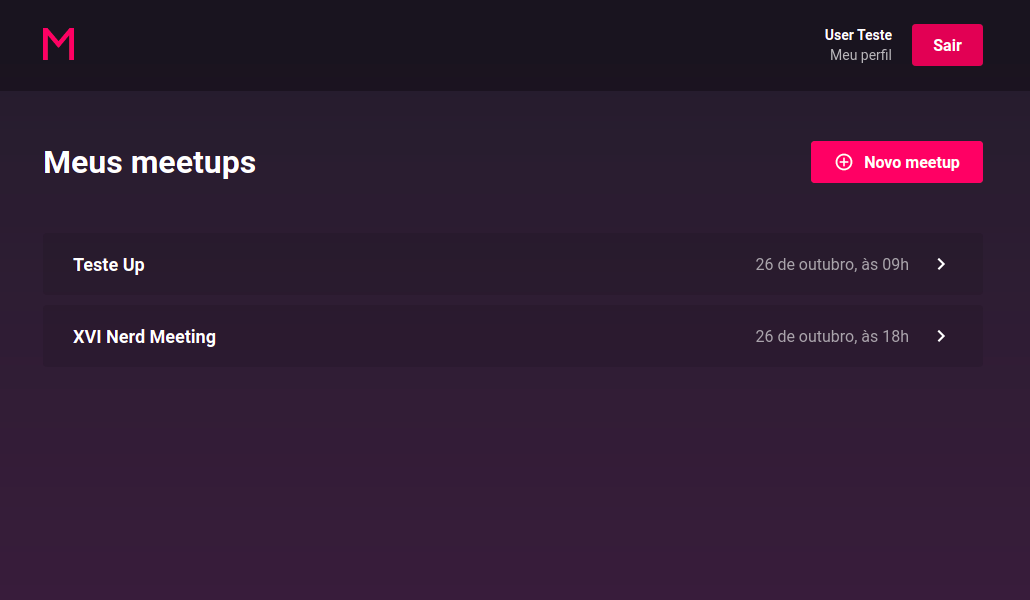 M
User Teste
Meu perfil
Sair
Meus meetups
Novo meetup
Teste Up
26 de outubro, às 09h
XVI Nerd Meeting
26 de outubro, às 18h